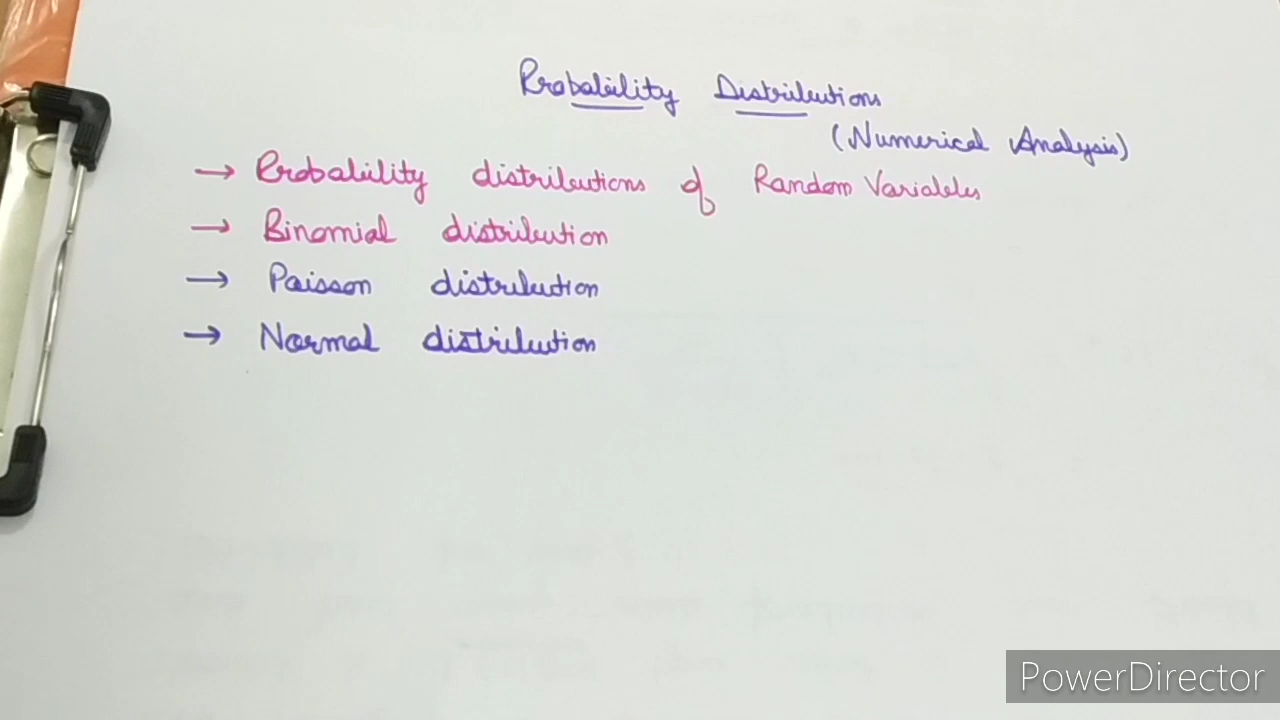 Probability Distributions
(Numerical Analysis)
→ Probability distributions of Random Variables
→ Binomial distribution
→ Poisson distribution
→ Normal distribution
PowerDirector